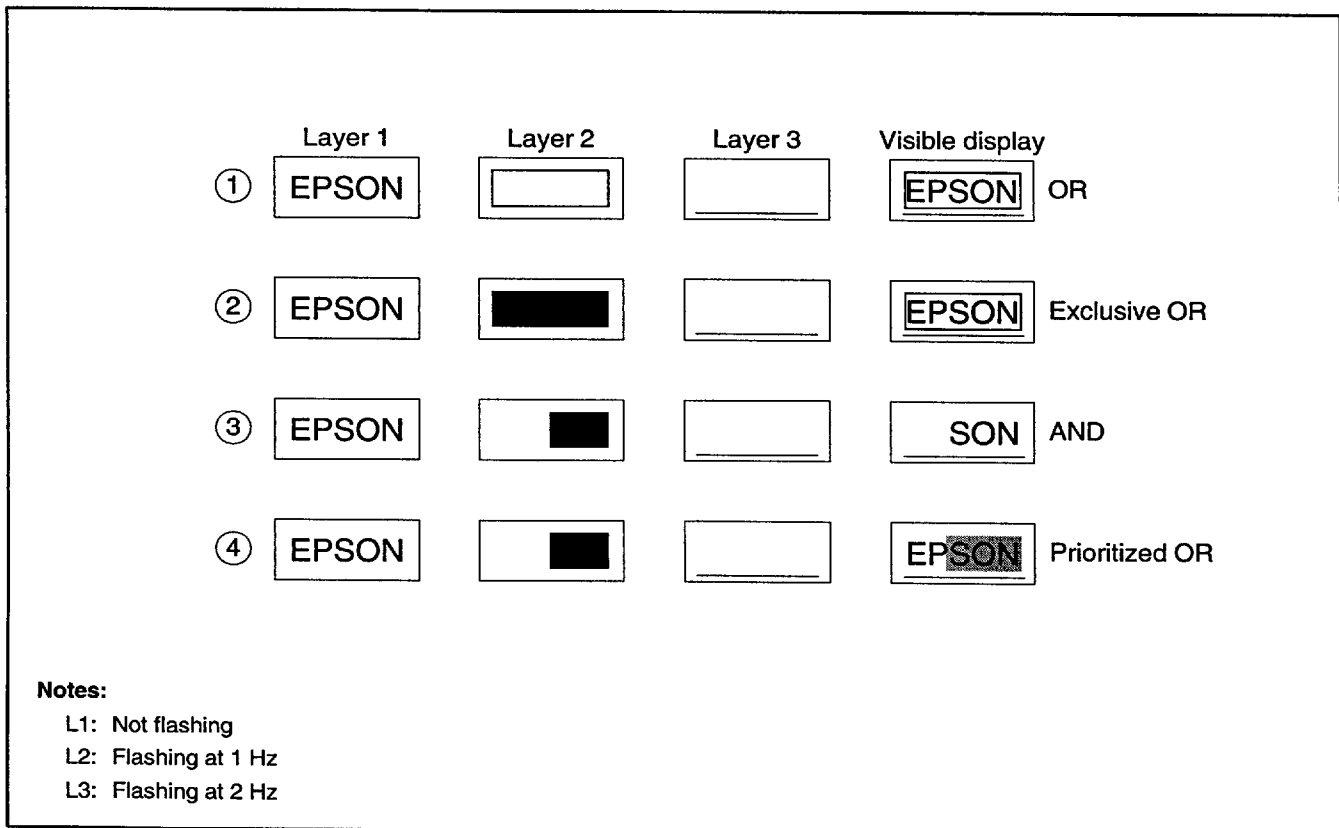 Layer 1 Layer 2 Layer 3 Visible display
① EPSON EPSON OR
② EPSON EPSON Exclusive OR
③ EPSON SON AND
④ EPSON EPSON Prioritized OR
Notes:
L1: Not flashing
L2: Flashing at 1 Hz
L3: Flashing at 2 Hz